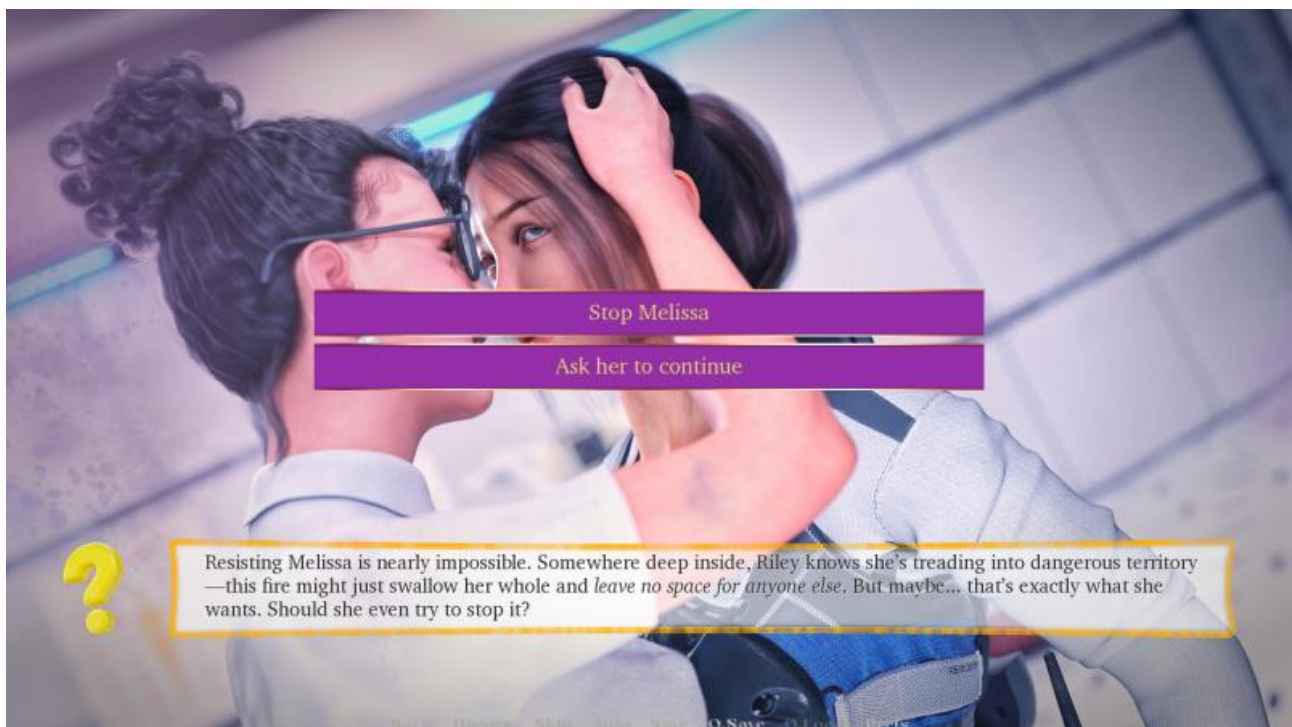 Stop Melissa
Ask her to continue
Resisting Melissa is nearly impossible. Somewhere deep inside, Riley knows she's treading into dangerous territory
—this fire might just swallow her whole and leave no space for anyone else. But maybe... that's exactly what she
wants. Should she even try to stop it?
Q.Save